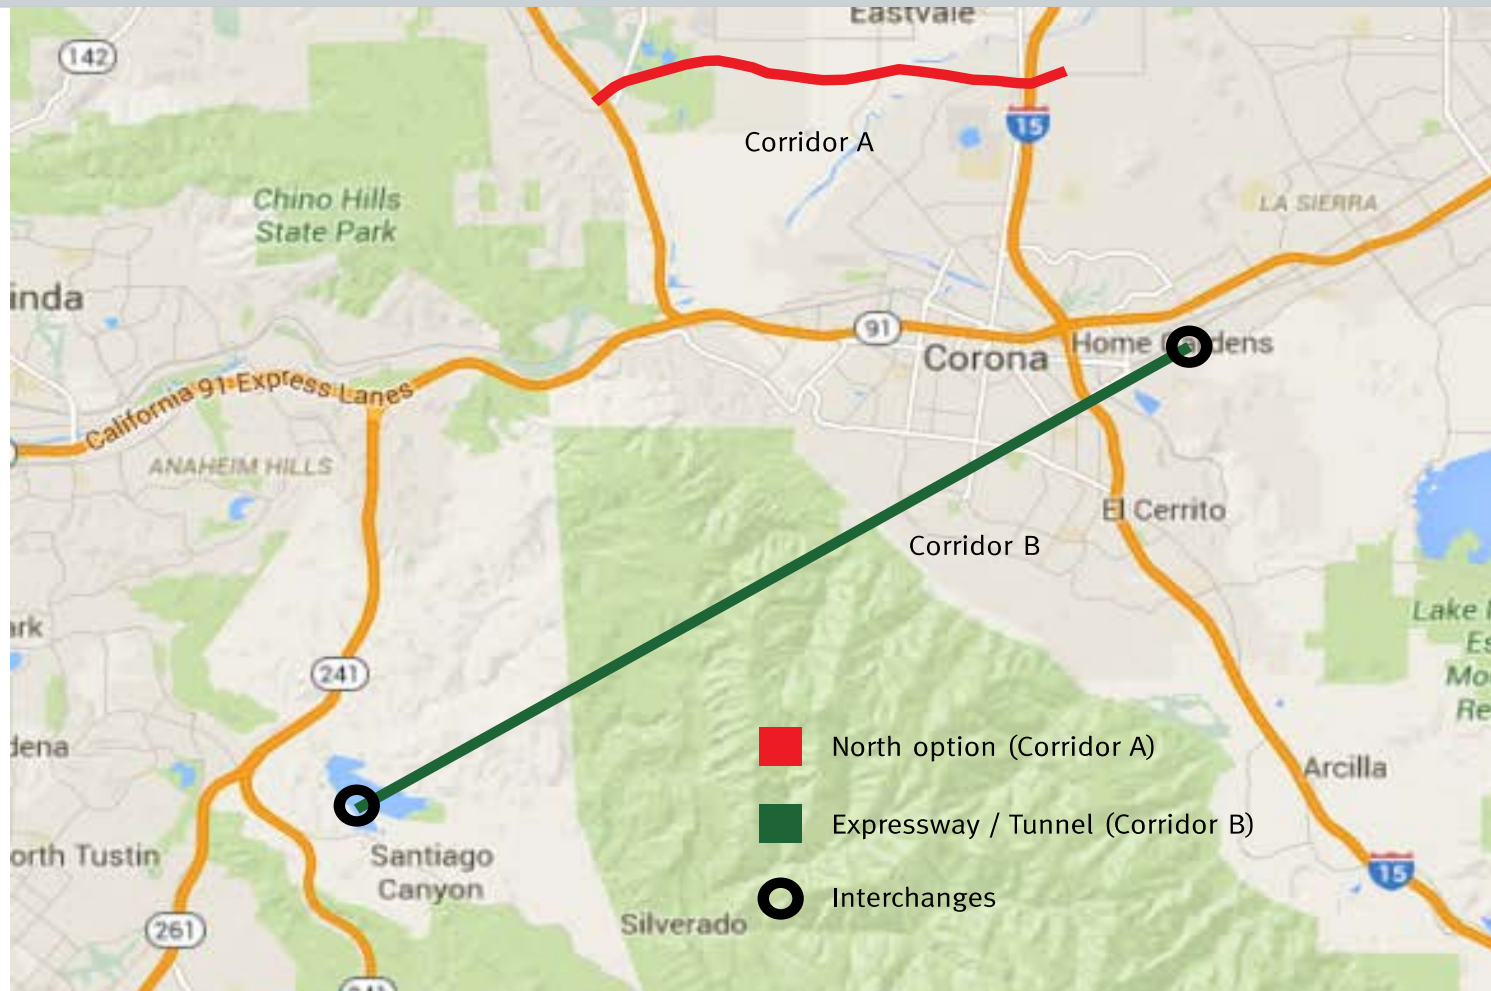 Eastvale
142
15
Corridor A
Chino Hills
State Park
LA SIERRA
inda
91
Home Gardens
Corona
California 91 Express Lanes
ANAHEIM HILLS
El Cerrito
Corridor B
ark
Lake
Es
Mo
Re
241
dena
North option (Corridor A)
Arcilla
Expressway / Tunnel (Corridor B)
orth Tustin
Santiago
Canyon
15
Interchanges
Silverado
261
241